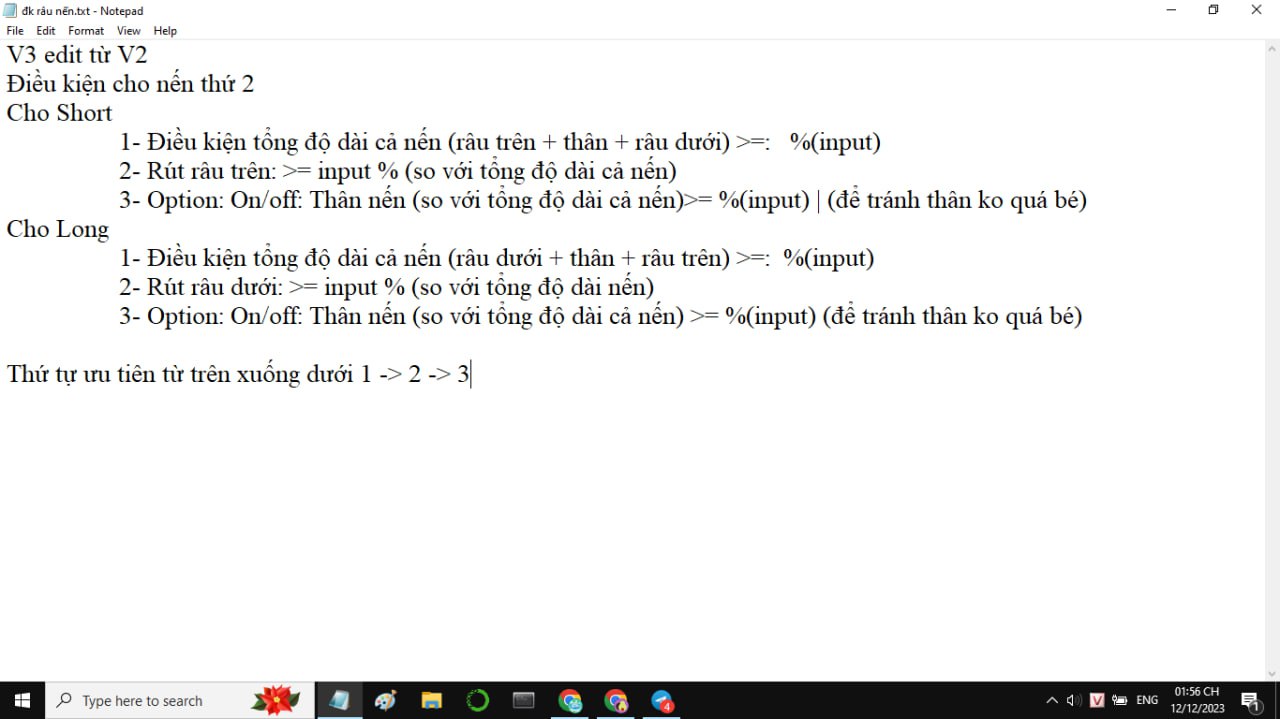 đk râu nến.txt - Notepad
File Edit Format View Help
V3 edit từ V2
Điều kiện cho nến thứ 2
Cho Short
1- Điều kiện tổng độ dài cả nến (râu trên + thân + râu dưới) >=: %(input)
2- Rút râu trên: >= input % (so với tổng độ dài cả nến)
3- Option: On/off: Thân nến (so với tổng độ dài cả nến)>= %(input) | (để tránh thân ko quá bé)
Cho Long
1- Điều kiện tổng độ dài cả nến (râu dưới + thân + râu trên) >=: %(input)
2- Rút râu dưới: >= input % (so với tổng độ dài nến)
3- Option: On/off: Thân nến (so với tổng độ dài cả nến) >= %(input) (để tránh thân ko quá bé)
Thứ tự ưu tiên từ trên xuống dưới 1 -> 2 -> 3
Type here to search
4
V
ENG
01:56 CH
12/12/2023
1